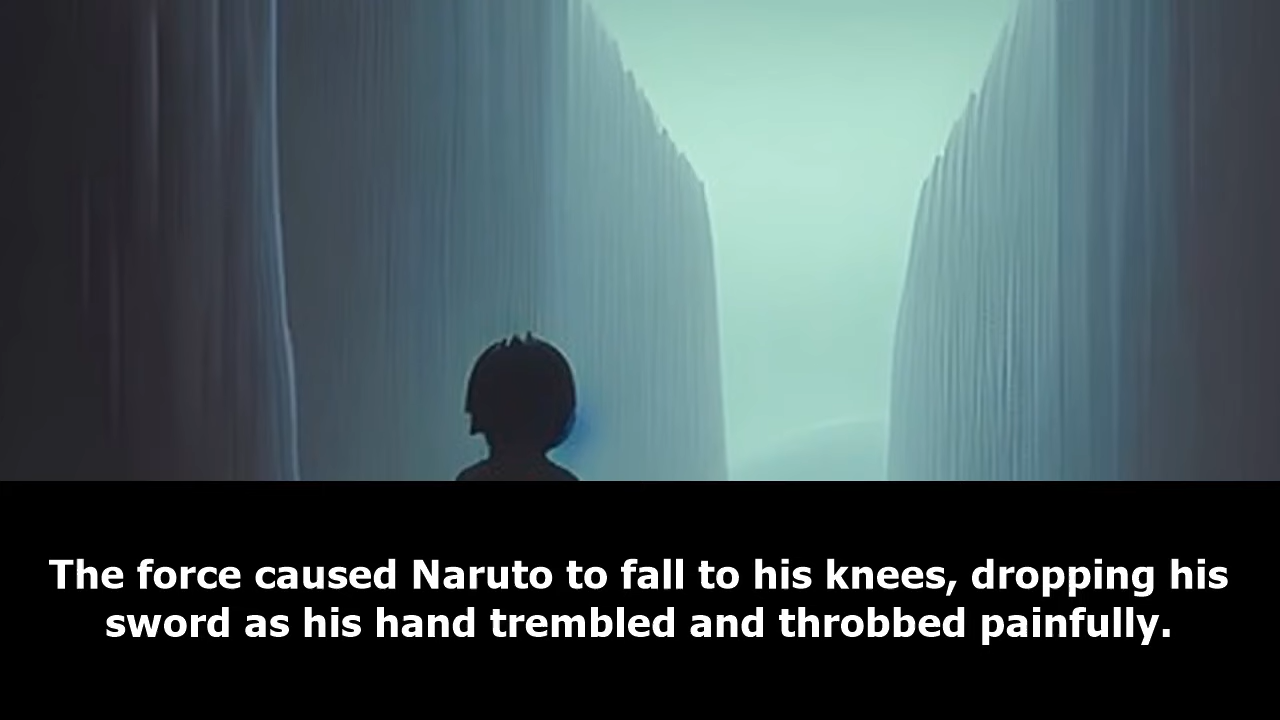 The force caused Naruto to fall to his knees, dropping his
sword as his hand trembled and throbbed painfully.